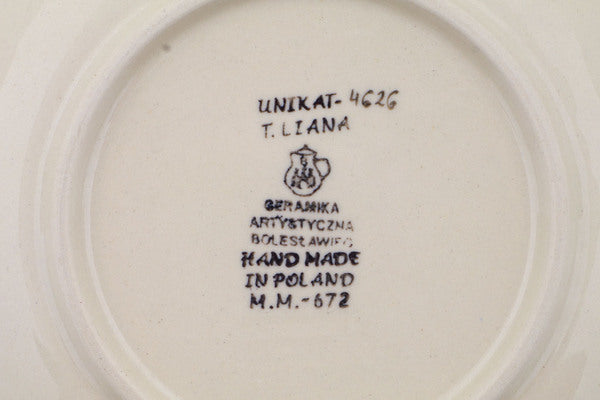 UNIKAT-4626
T. LIANA
CERAMIKA
ARTYSTYCZNA
BOLESŁAWIEC
HAND MADE
IN POLAND
M.M.-672